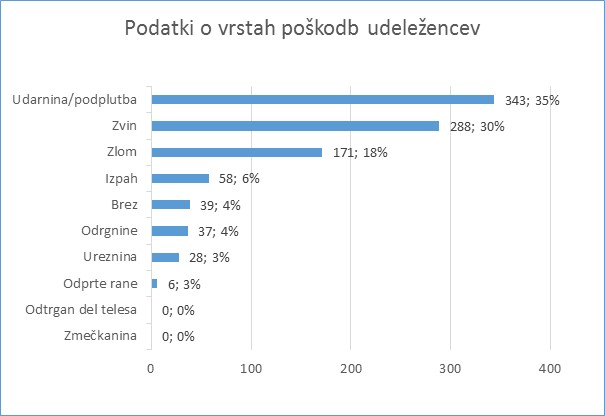 Podatki o vrstah poškodb udeležencev
Udarnina/podplutba 343; 35%
Zvin 288; 30%
Zlom 171; 18%
Izpah 58; 6%
Brez 39; 4%
Odrgnine 37; 4%
Ureznina 28; 3%
Odprte rane 6; 3%
Odtrgan del telesa 0; 0%
Zmečkanina 0; 0%
0 100 200 300 400